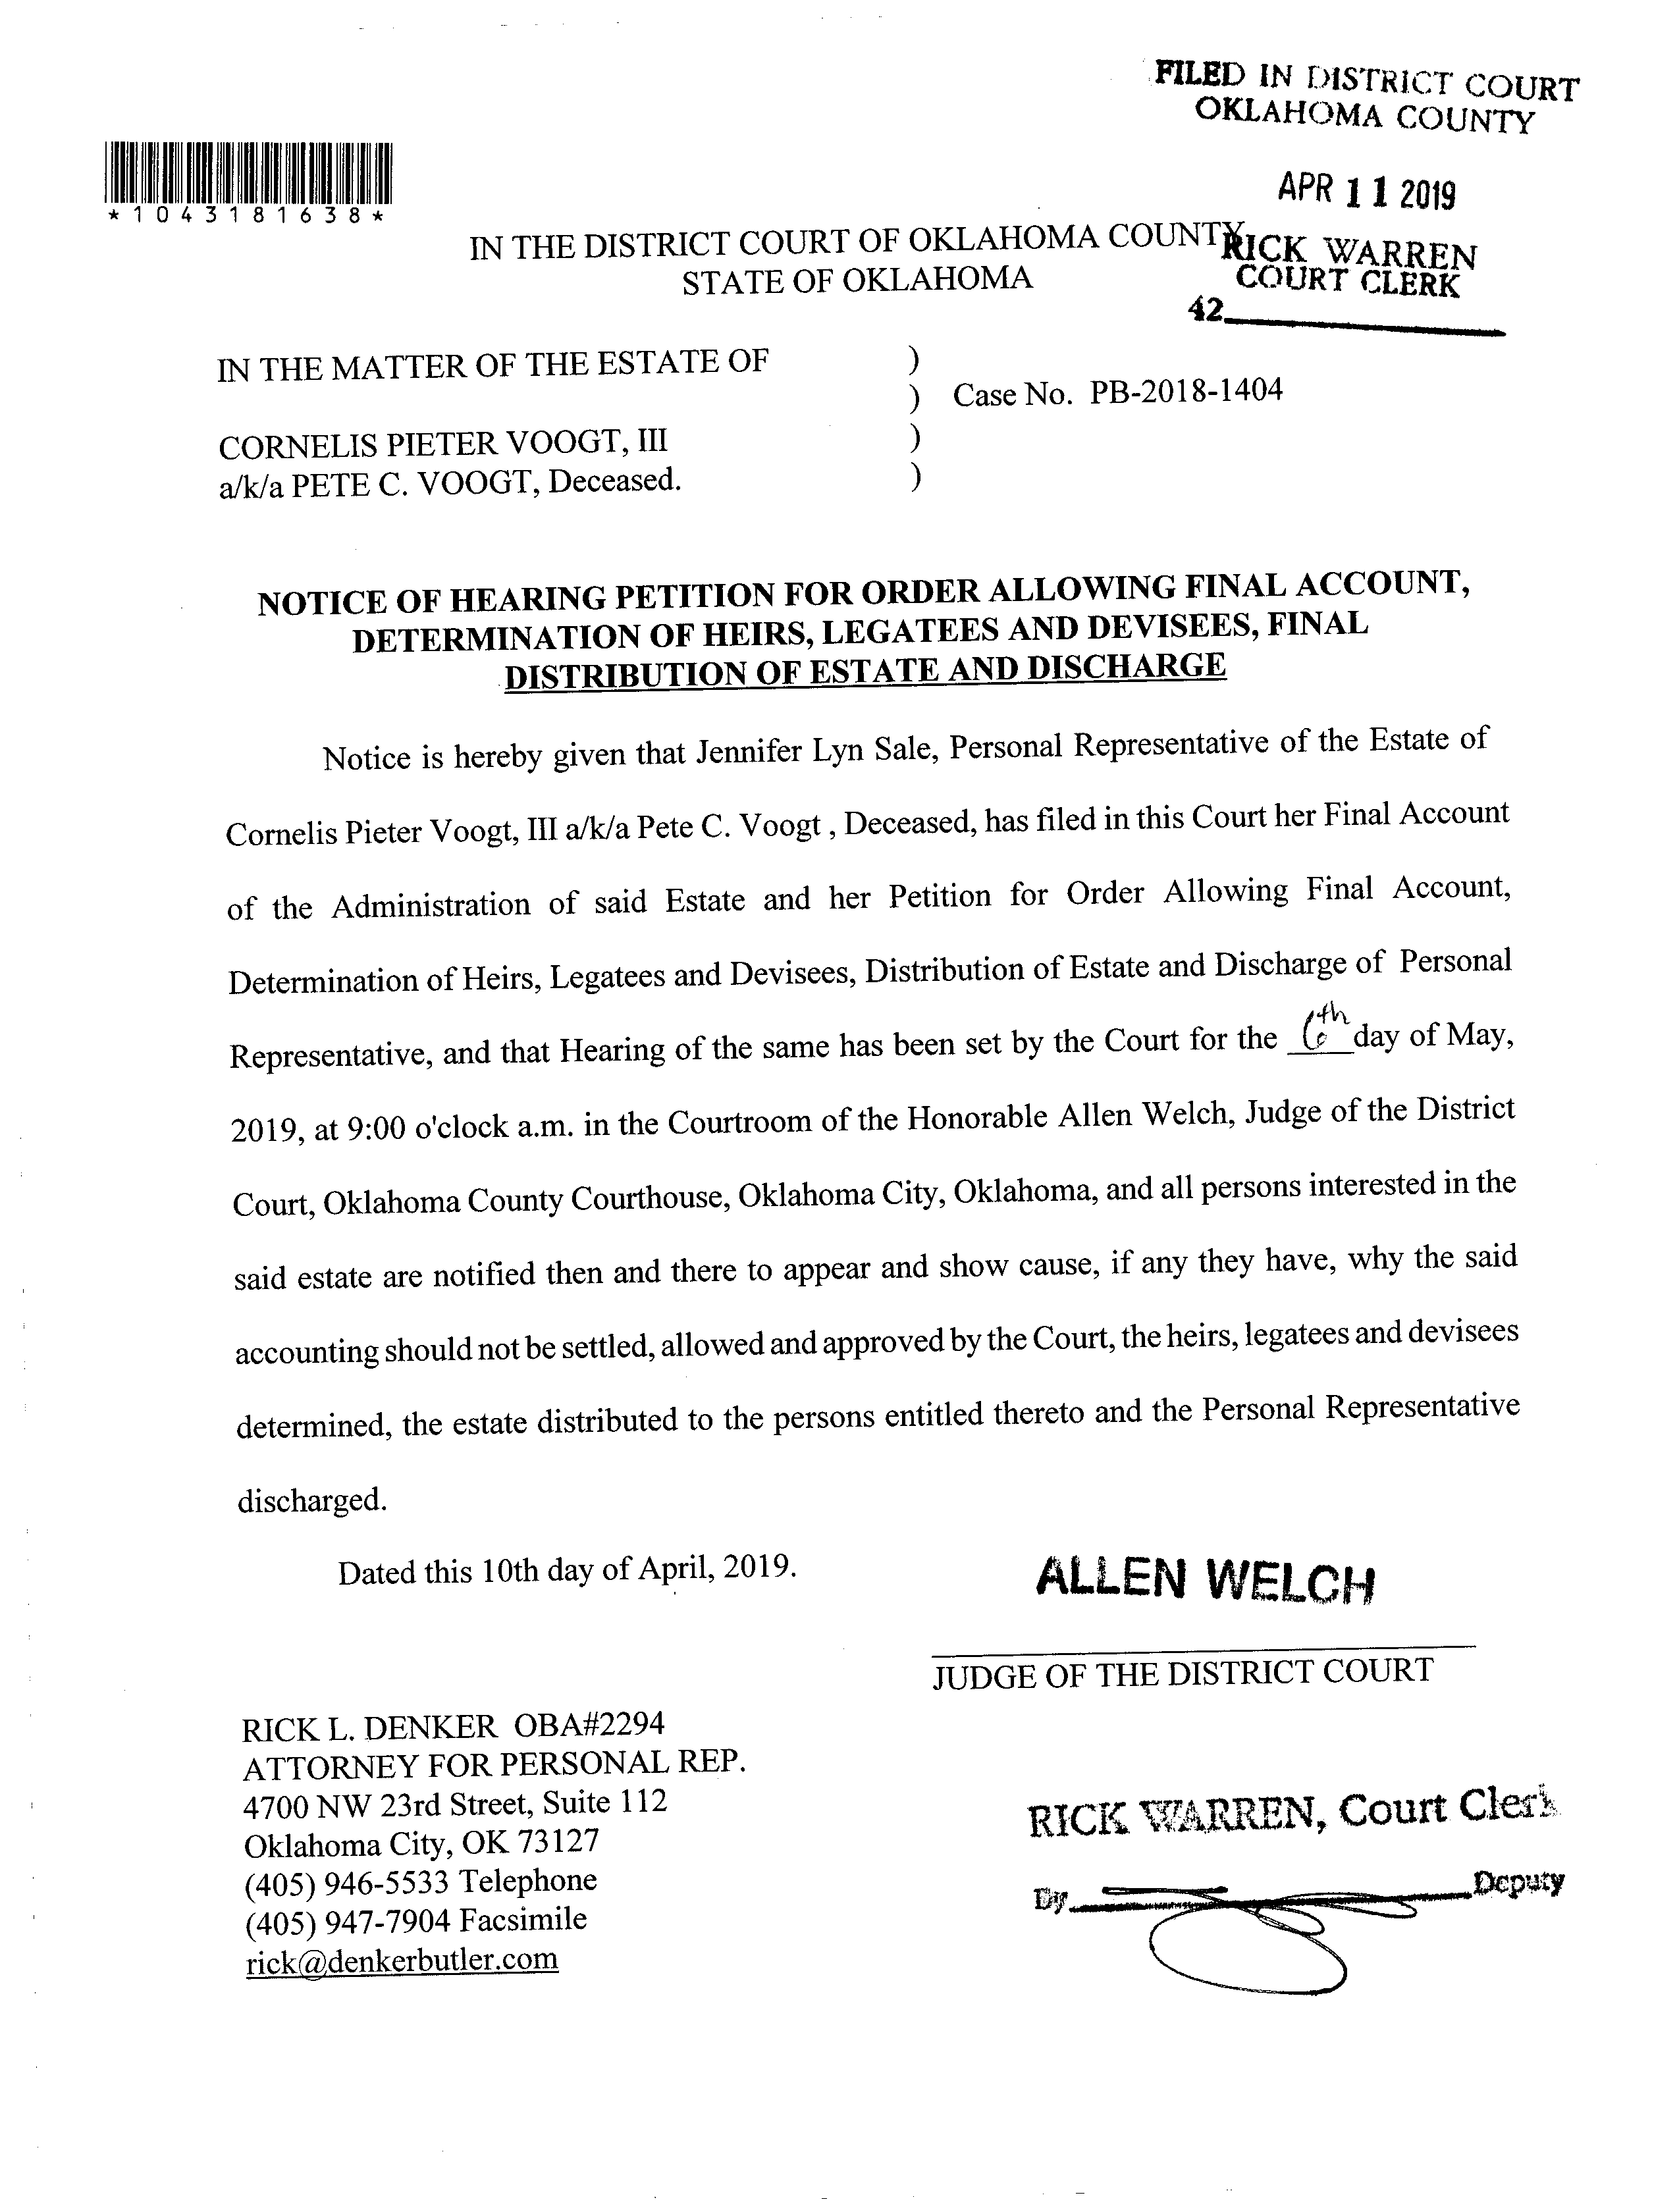 FILED IN DISTRICT COURT
OKLAHOMA COUNTY
APR 11 2019
RICK WARREN
COURT CLERK
42
*1043181638*
IN THE DISTRICT COURT OF OKLAHOMA COUNTY
STATE OF OKLAHOMA
IN THE MATTER OF THE ESTATE OF )
) Case No. PB-2018-1404
CORNELIS PIETER VOOGT, III )
a/k/a PETE C. VOOGT, Deceased. )
NOTICE OF HEARING PETITION FOR ORDER ALLOWING FINAL ACCOUNT,
DETERMINATION OF HEIRS, LEGATEES AND DEVISEES, FINAL
DISTRIBUTION OF ESTATE AND DISCHARGE
Notice is hereby given that Jennifer Lyn Sale, Personal Representative of the Estate of
Cornelis Pieter Voogt, III a/k/a Pete C. Voogt , Deceased, has filed in this Court her Final Account
of the Administration of said Estate and her Petition for Order Allowing Final Account,
Determination of Heirs, Legatees and Devisees, Distribution of Estate and Discharge of Personal
Representative, and that Hearing of the same has been set by the Court for the 6th day of May,
2019, at 9:00 o'clock a.m. in the Courtroom of the Honorable Allen Welch, Judge of the District
Court, Oklahoma County Courthouse, Oklahoma City, Oklahoma, and all persons interested in the
said estate are notified then and there to appear and show cause, if any they have, why the said
accounting should not be settled, allowed and approved by the Court, the heirs, legatees and devisees
determined, the estate distributed to the persons entitled thereto and the Personal Representative
discharged.
Dated this 10th day of April, 2019.
ALLEN WELCH
JUDGE OF THE DISTRICT COURT
RICK L. DENKER OBA#2294
ATTORNEY FOR PERSONAL REP.
4700 NW 23rd Street, Suite 112
Oklahoma City, OK 73127
(405) 946-5533 Telephone
(405) 947-7904 Facsimile
rick@denkerbutler.com
RICK WARREN, Court Clerk
By Deputy